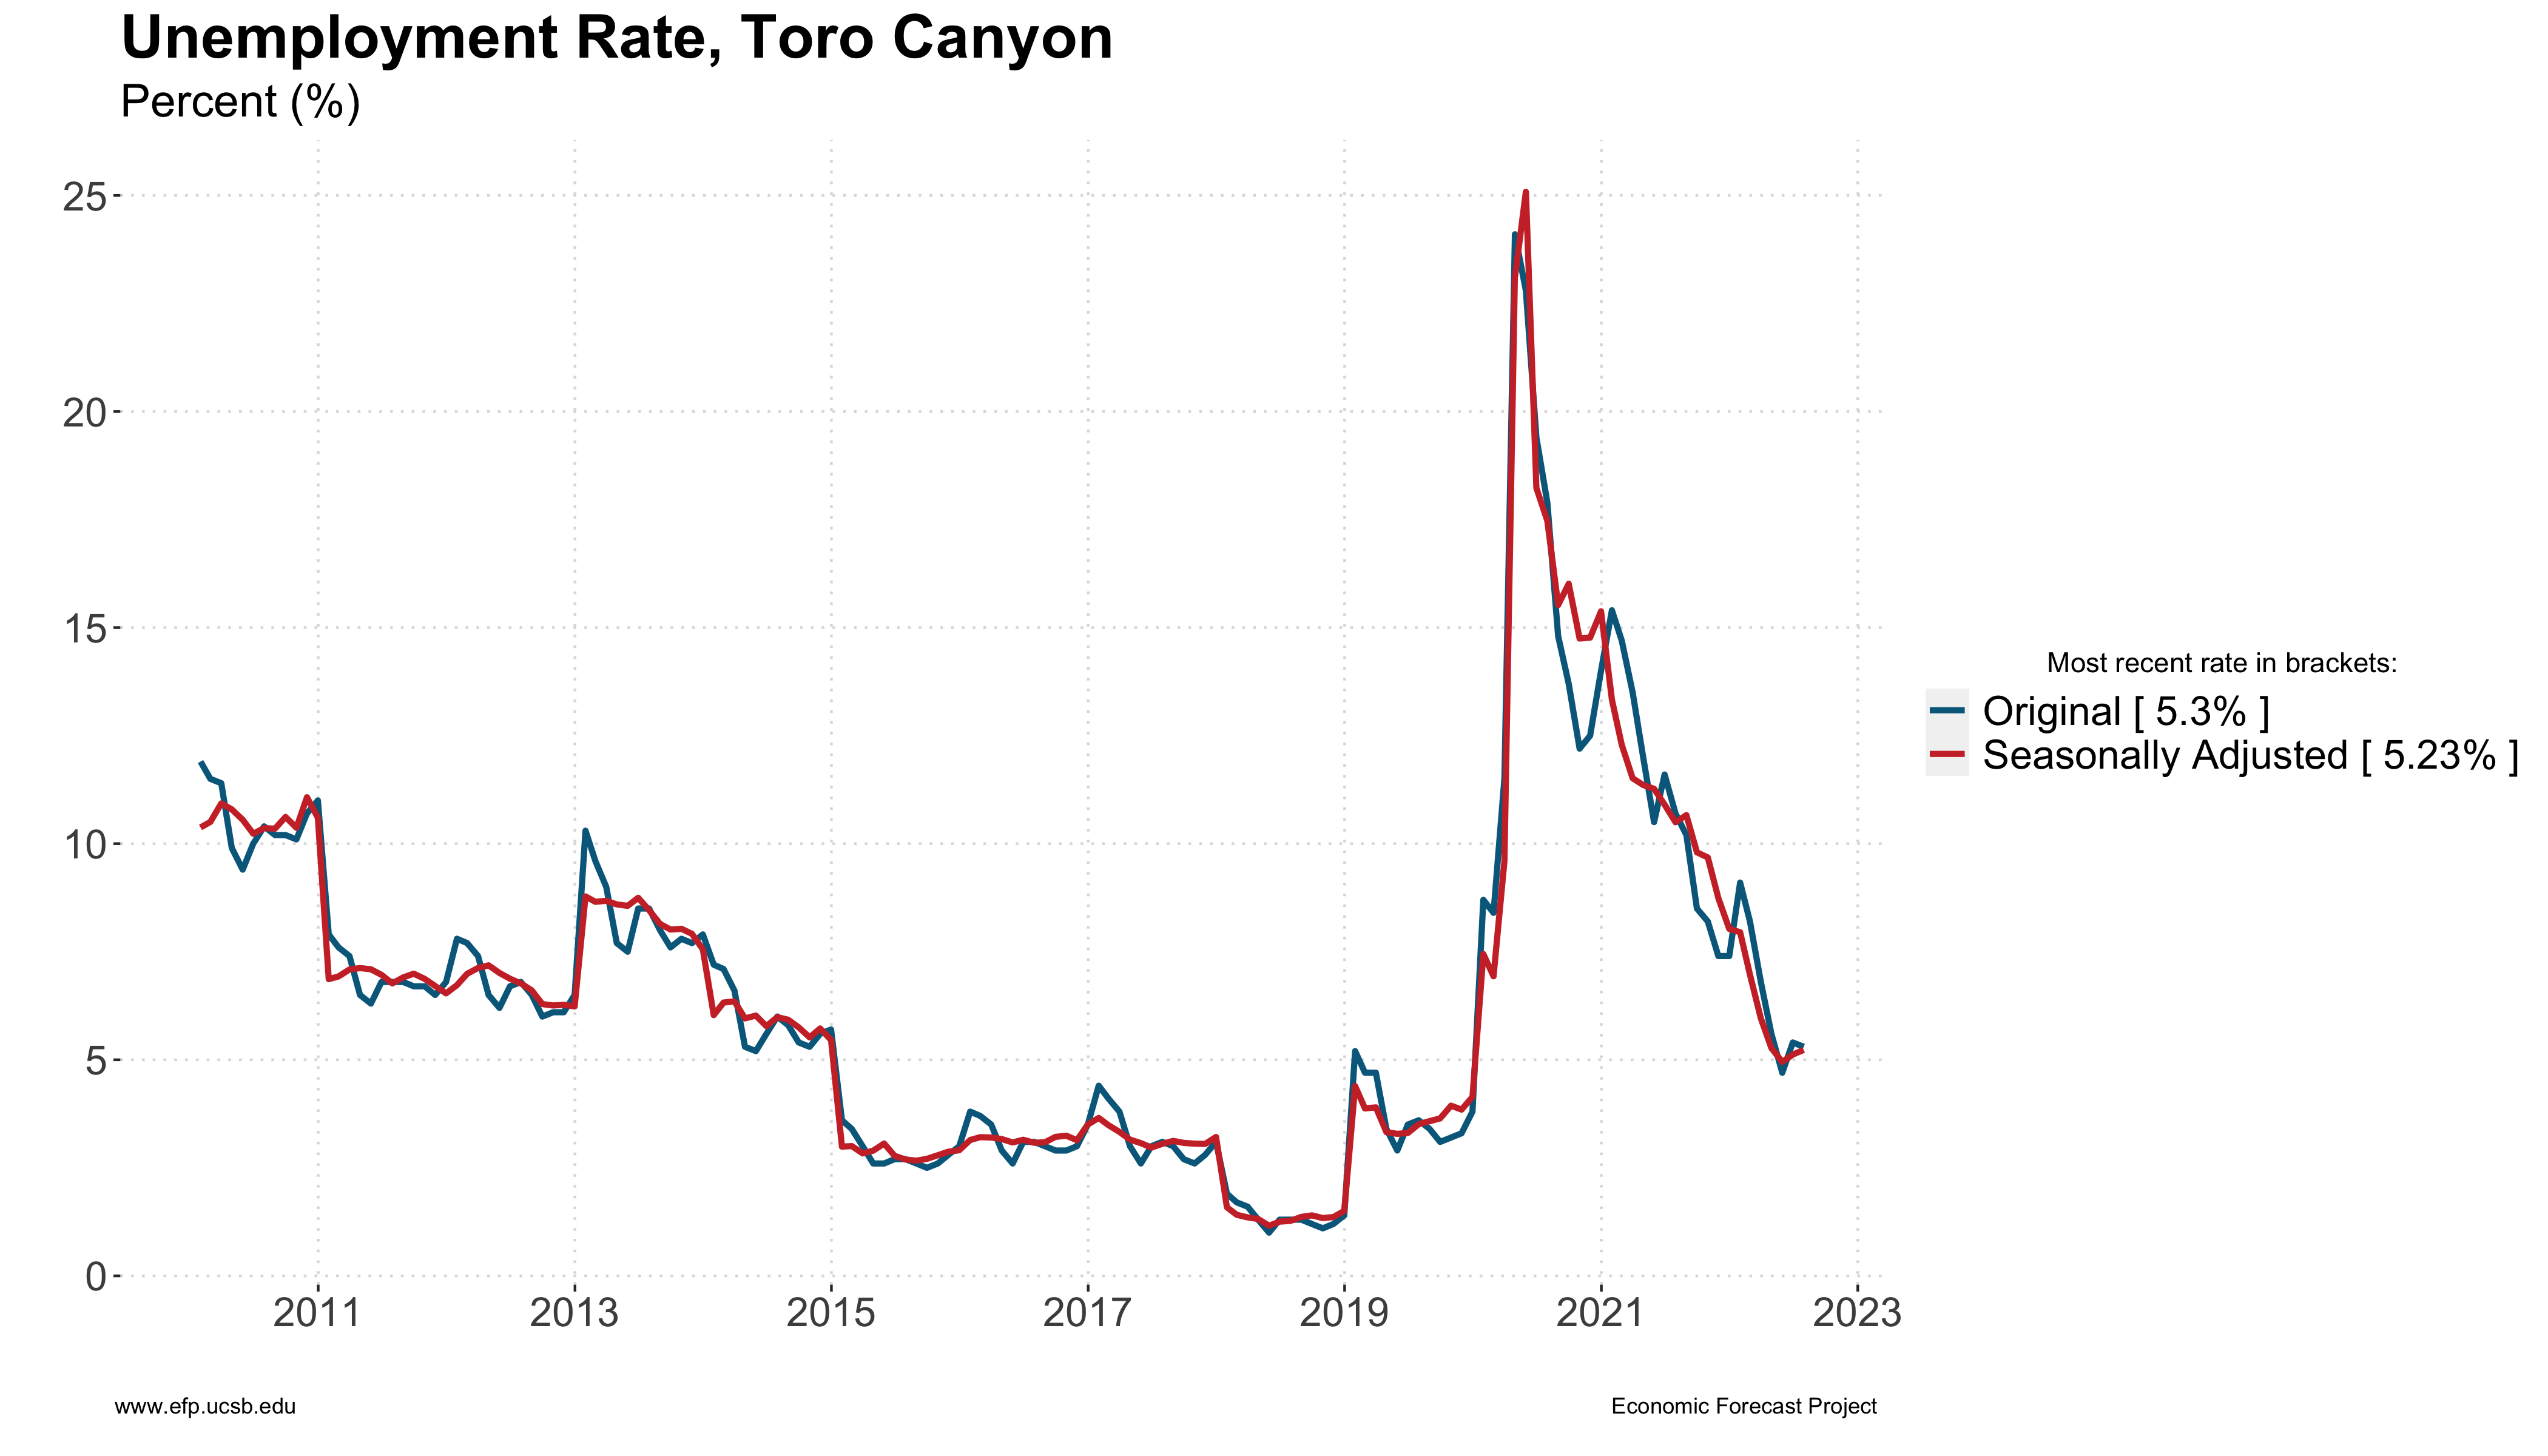 Unemployment Rate, Toro Canyon
Percent (%)
25
20
15
10
5
0
2011 2013 2015 2017 2019 2021 2023
Most recent rate in brackets:
Original [ 5.3% ]
Seasonally Adjusted [ 5.23% ]
www.efp.ucsb.edu
Economic Forecast Project